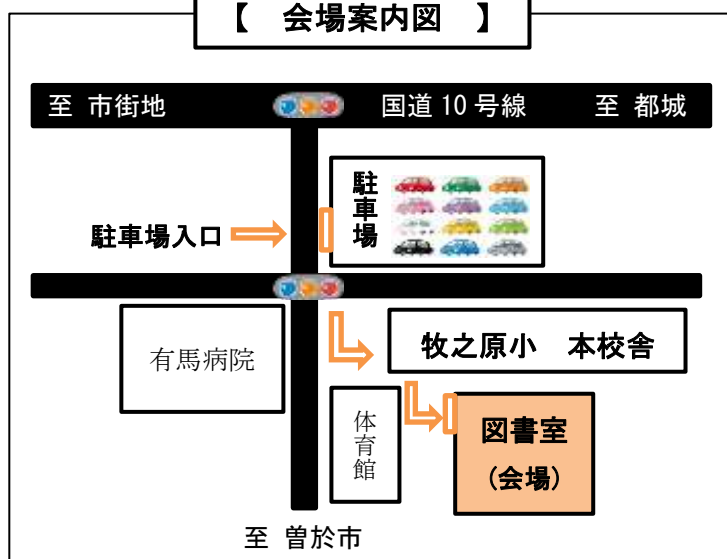 【 会場案内図 】
至 市街地
国道10号線
至 都城
駐車場
駐車場入口
有馬病院
牧之原小 本校舎
体育館
図書室
(会場)
至 曽於市